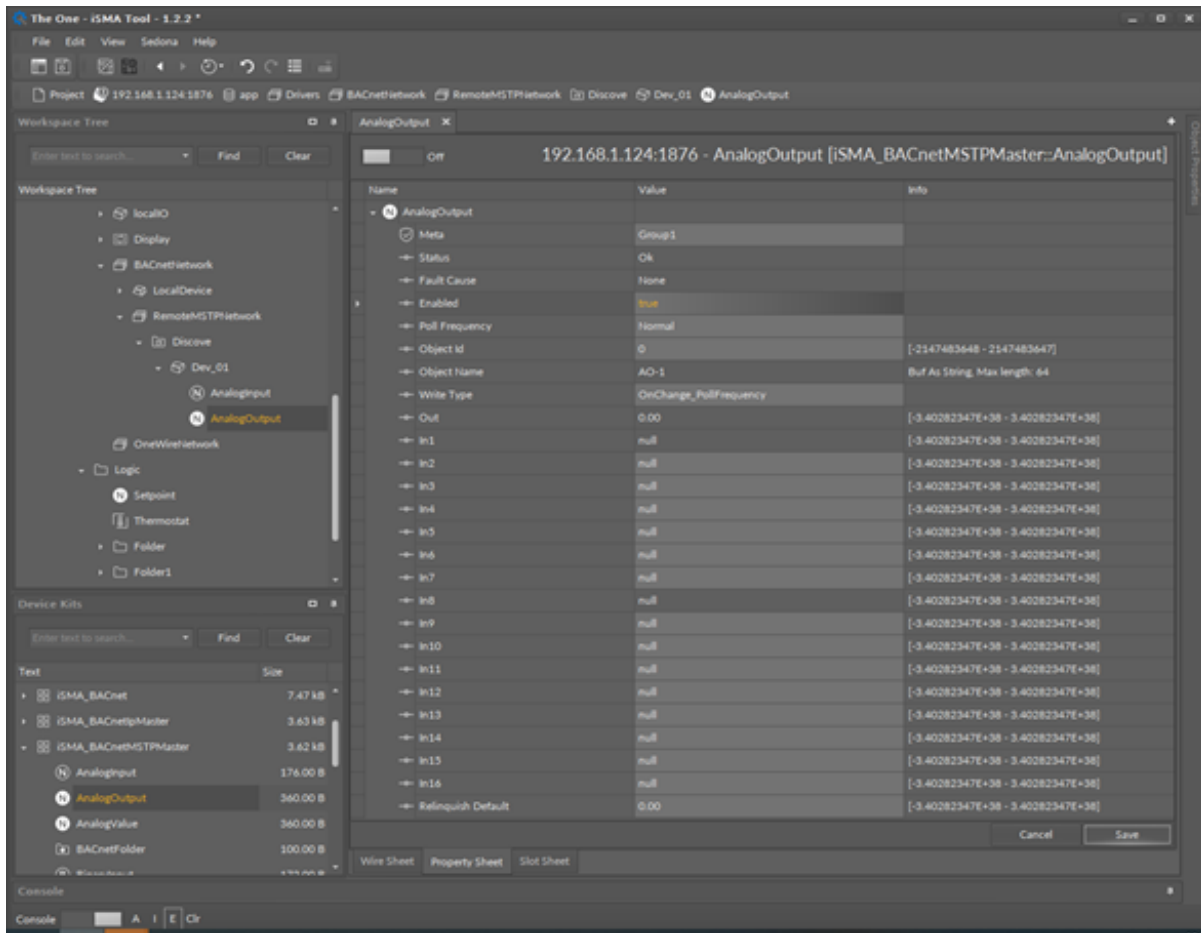 The One - iSMA Tool - 1.2.2 *
File Edit View Sedona Help
Project 192.168.1.124:1876 app Drivers BACnetNetwork RemoteMSTPNetwork Discove Dev_01 AnalogOutput
Workspace Tree
AnalogOutput
Object Properties
Enter text to search... Find Clear
Off 192.168.1.124:1876 - AnalogOutput [iSMA_BACnetMSTPMaster::AnalogOutput]
Workspace Tree
localIO
Display
BACnetNetwork
LocalDevice
RemoteMSTPNetwork
Discove
Dev_01
AnalogInput
AnalogOutput
OneWireNetwork
Logic
Setpoint
Thermostat
Folder
Folder1
Name Value Info
AnalogOutput
Meta Group1
Status Ok
Fault Cause None
Enabled true
Poll Frequency Normal
Object Id 0 [-2147483648 - 2147483647]
Object Name AO-1 Buf As String, Max length: 64
Write Type OnChange_PollFrequency
Out 0.00 [-3.40282347E+38 - 3.40282347E+38]
In1 null [-3.40282347E+38 - 3.40282347E+38]
In2 null [-3.40282347E+38 - 3.40282347E+38]
In3 null [-3.40282347E+38 - 3.40282347E+38]
In4 null [-3.40282347E+38 - 3.40282347E+38]
In5 null [-3.40282347E+38 - 3.40282347E+38]
In6 null [-3.40282347E+38 - 3.40282347E+38]
In7 null [-3.40282347E+38 - 3.40282347E+38]
In8 null [-3.40282347E+38 - 3.40282347E+38]
In9 null [-3.40282347E+38 - 3.40282347E+38]
In10 null [-3.40282347E+38 - 3.40282347E+38]
In11 null [-3.40282347E+38 - 3.40282347E+38]
In12 null [-3.40282347E+38 - 3.40282347E+38]
In13 null [-3.40282347E+38 - 3.40282347E+38]
In14 null [-3.40282347E+38 - 3.40282347E+38]
In15 null [-3.40282347E+38 - 3.40282347E+38]
In16 null [-3.40282347E+38 - 3.40282347E+38]
Relinquish Default 0.00 [-3.40282347E+38 - 3.40282347E+38]
Cancel Save
Wire Sheet Property Sheet Slot Sheet
Device Kits
Enter text to search... Find Clear
Text Size
iSMA_BACnet 7.47 kB
iSMA_BACnetIpMaster 3.63 kB
iSMA_BACnetMSTPMaster 3.62 kB
AnalogInput 176.00 B
AnalogOutput 360.00 B
AnalogValue 360.00 B
BACnetFolder 100.00 B
BinaryInput 172.00 B
Console
Console A I E Clr